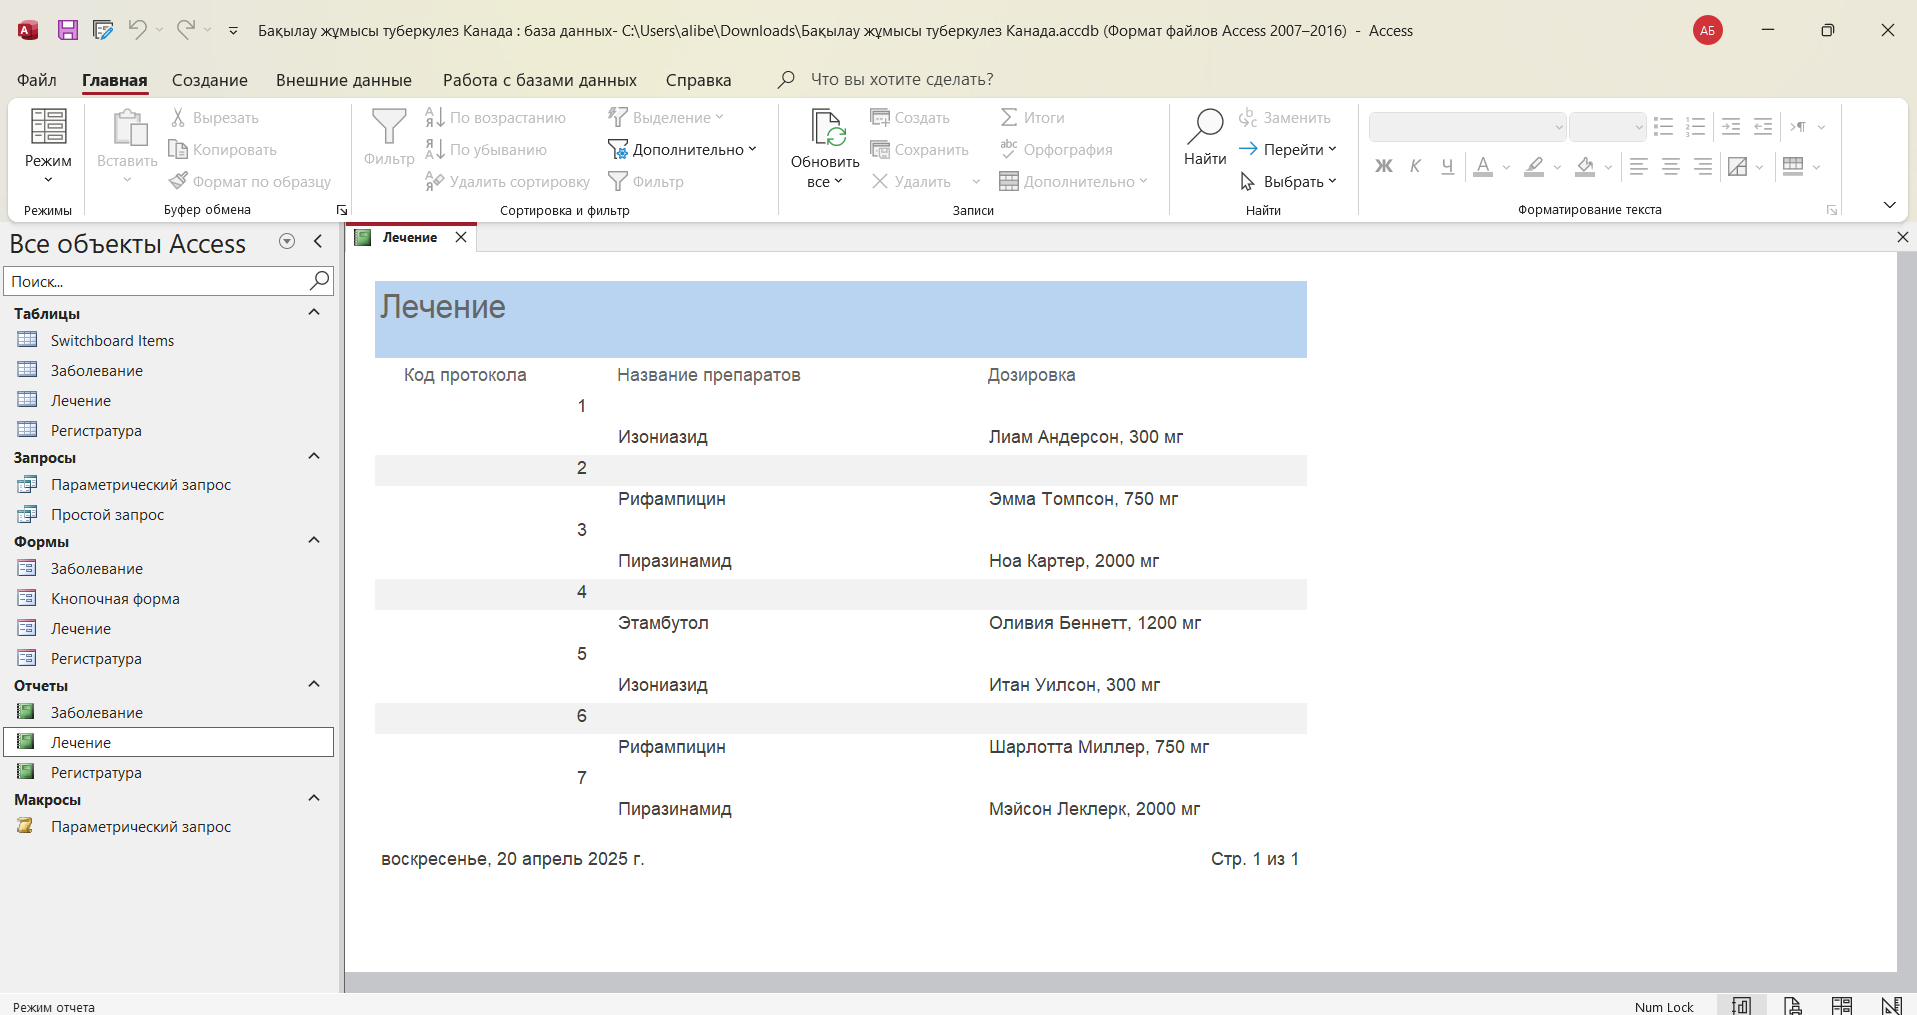 Бақылау жұмысы туберкулез Канада : база данных- C:\Users\alibe\Downloads\Бақылау жұмысы туберкулез Канада.accdb (Формат файлов Access 2007–2016) - Access
АБ
Файл Главная Создание Внешние данные Работа с базами данных Справка Что вы хотите сделать?
Режим
Режимы
Вставить
Вырезать
Копировать
Формат по образцу
Буфер обмена
Фильтр
По возрастанию
По убыванию
Удалить сортировку
Выделение
Дополнительно
Фильтр
Сортировка и фильтр
Обновить
все
Создать
Сохранить
Удалить
Итоги
Орфография
Дополнительно
Записи
Найти
Заменить
Перейти
Выбрать
Найти
Ж К Ч
Форматирование текста
Все объекты Access
Поиск...
Таблицы
Switchboard Items
Заболевание
Лечение
Регистратура
Запросы
Параметрический запрос
Простой запрос
Формы
Заболевание
Кнопочная форма
Лечение
Регистратура
Отчеты
Заболевание
Лечение
Регистратура
Макросы
Параметрический запрос
Лечение
Лечение
Код протокола Название препаратов Дозировка
1
Изониазид Лиам Андерсон, 300 мг
2
Рифампицин Эмма Томпсон, 750 мг
3
Пиразинамид Ноа Картер, 2000 мг
4
Этамбутол Оливия Беннетт, 1200 мг
5
Изониазид Итан Уилсон, 300 мг
6
Рифампицин Шарлотта Миллер, 750 мг
7
Пиразинамид Мэйсон Леклерк, 2000 мг
воскресенье, 20 апрель 2025 г. Стр. 1 из 1
Режим отчета Num Lock